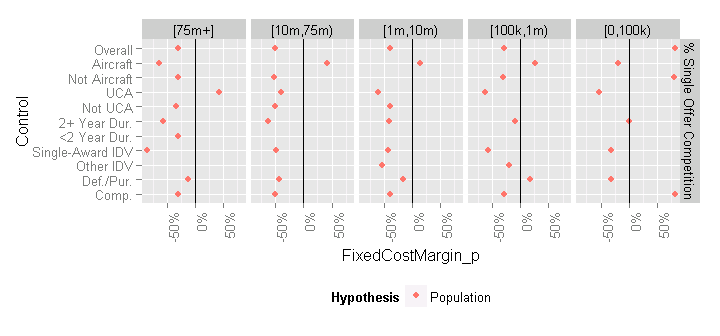 [75m+] [10m,75m) [1m,10m) [100k,1m) [0,100k)
Control
Overall
Aircraft
Not Aircraft
UCA
Not UCA
2+ Year Dur.
<2 Year Dur.
Single-Award IDV
Other IDV
Def./Pur.
Comp.
% Single Offer Competition
-50% 0% 50% -50% 0% 50% -50% 0% 50% -50% 0% 50% -50% 0% 50%
FixedCostMargin_p
Hypothesis Population